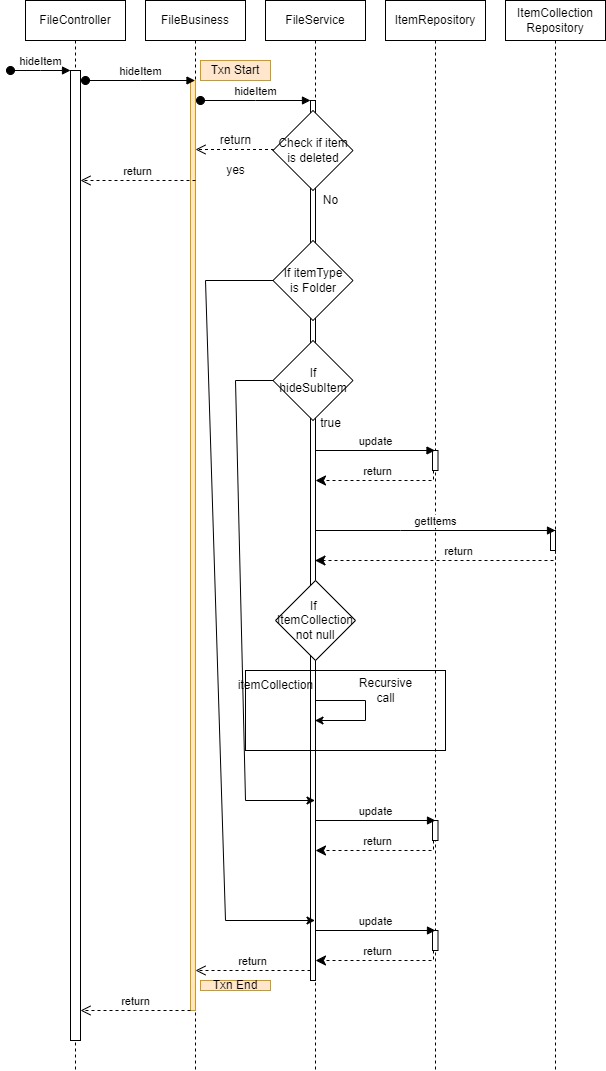 FileController
FileBusiness
FileService
ItemRepository
ItemCollection
Repository
hideItem
hideItem
Txn Start
hideItem
return
Check if item
is deleted
return
yes
No
If itemType
is Folder
If
hideSubItem
true
update
return
getItems
return
If
itemCollection
not null
itemCollection
Recursive
call
update
return
update
return
return
Txn End
return